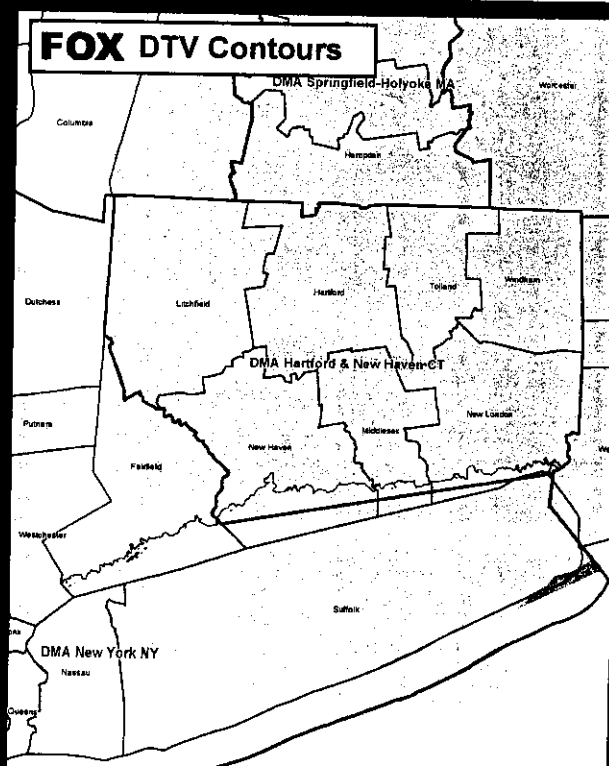 FOX DTV Contours
DMA Springfield-Holyoke MA
Worcester
Columbia
Hampden
Dutchess
Litchfield
Hartford
Tolland
Windham
DMA Hartford & New Haven CT
Putnam
New London
Middlesex
New Haven
Fairfield
Westchester
Suffolk
DMA New York NY
Nassau
Queens